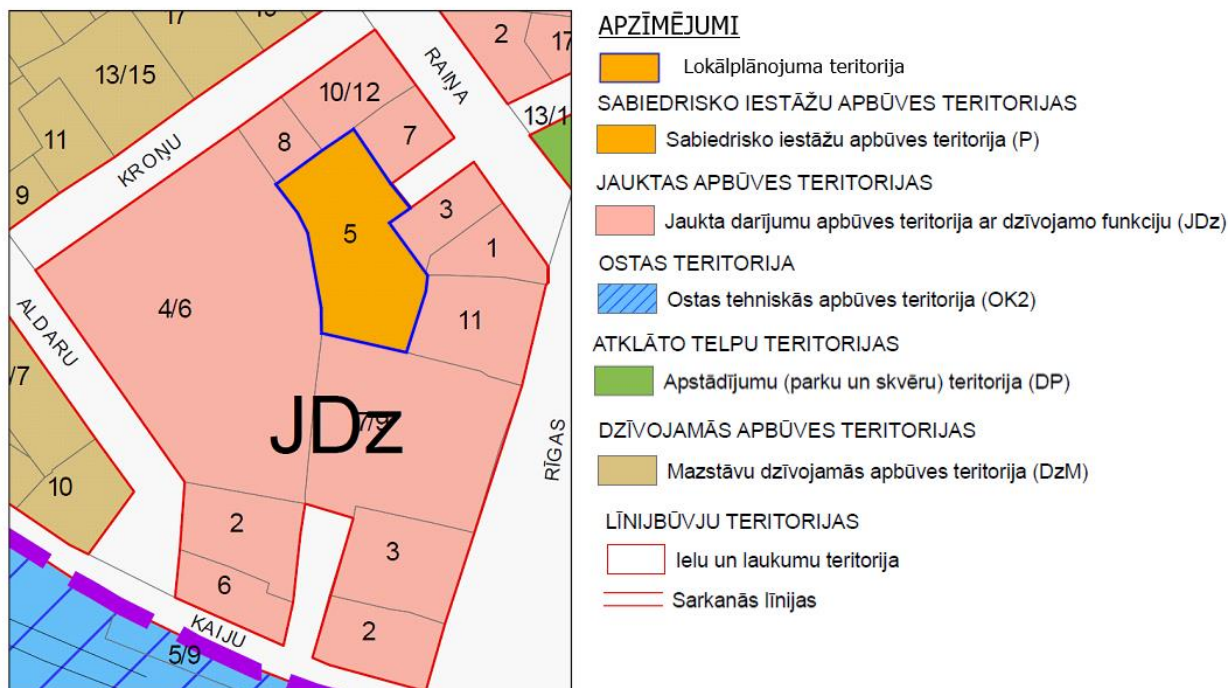 17
13/15
11
9
KROŅU
10/12
8
7
RAIŅA
2
17
13/1
5
3
1
11
4/6
ALDARU
/7
10
JDz
7/9
RĪGAS
2
6
3
2
KAIJU
5/9
APZĪMĒJUMI
Lokālplānojuma teritorija
SABIEDRISKO IESTĀŽU APBŪVES TERITORIJAS
Sabiedrisko iestāžu apbūves teritorija (P)
JAUKTAS APBŪVES TERITORIJAS
Jaukta darījumu apbūves teritorija ar dzīvojamo funkciju (JDz)
OSTAS TERITORIJA
Ostas tehniskās apbūves teritorija (OK2)
ATKLĀTO TELPU TERITORIJAS
Apstādījumu (parku un skvēru) teritorija (DP)
DZĪVOJAMĀS APBŪVES TERITORIJAS
Mazstāvu dzīvojamās apbūves teritorija (DzM)
LĪNIJBŪVJU TERITORIJAS
Ielu un laukumu teritorija
Sarkanās līnijas